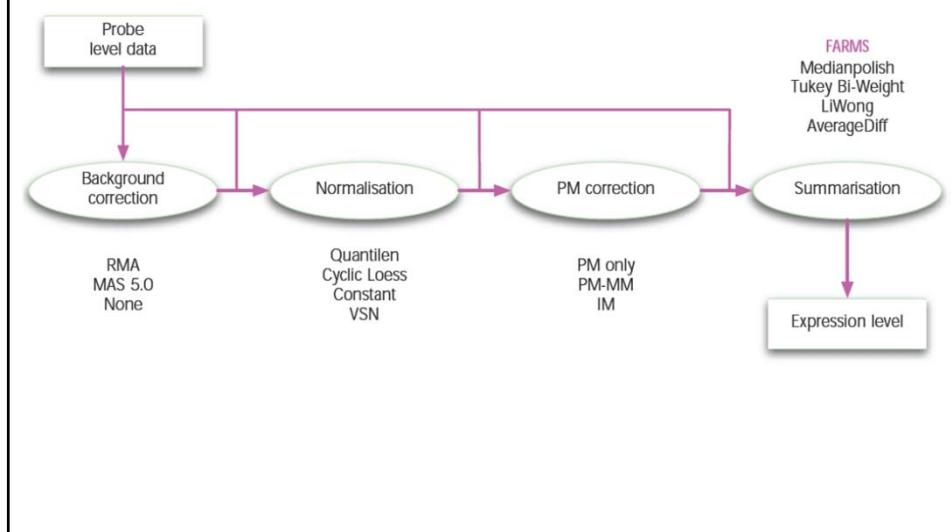 Probe
level data
FARMS
Medianpolish
Tukey Bi-Weight
LiWong
AverageDiff
Background
correction
Normalisation
PM correction
Summarisation
RMA
MAS 5.0
None
Quantilen
Cyclic Loess
Constant
VSN
PM only
PM-MM
IM
Expression level